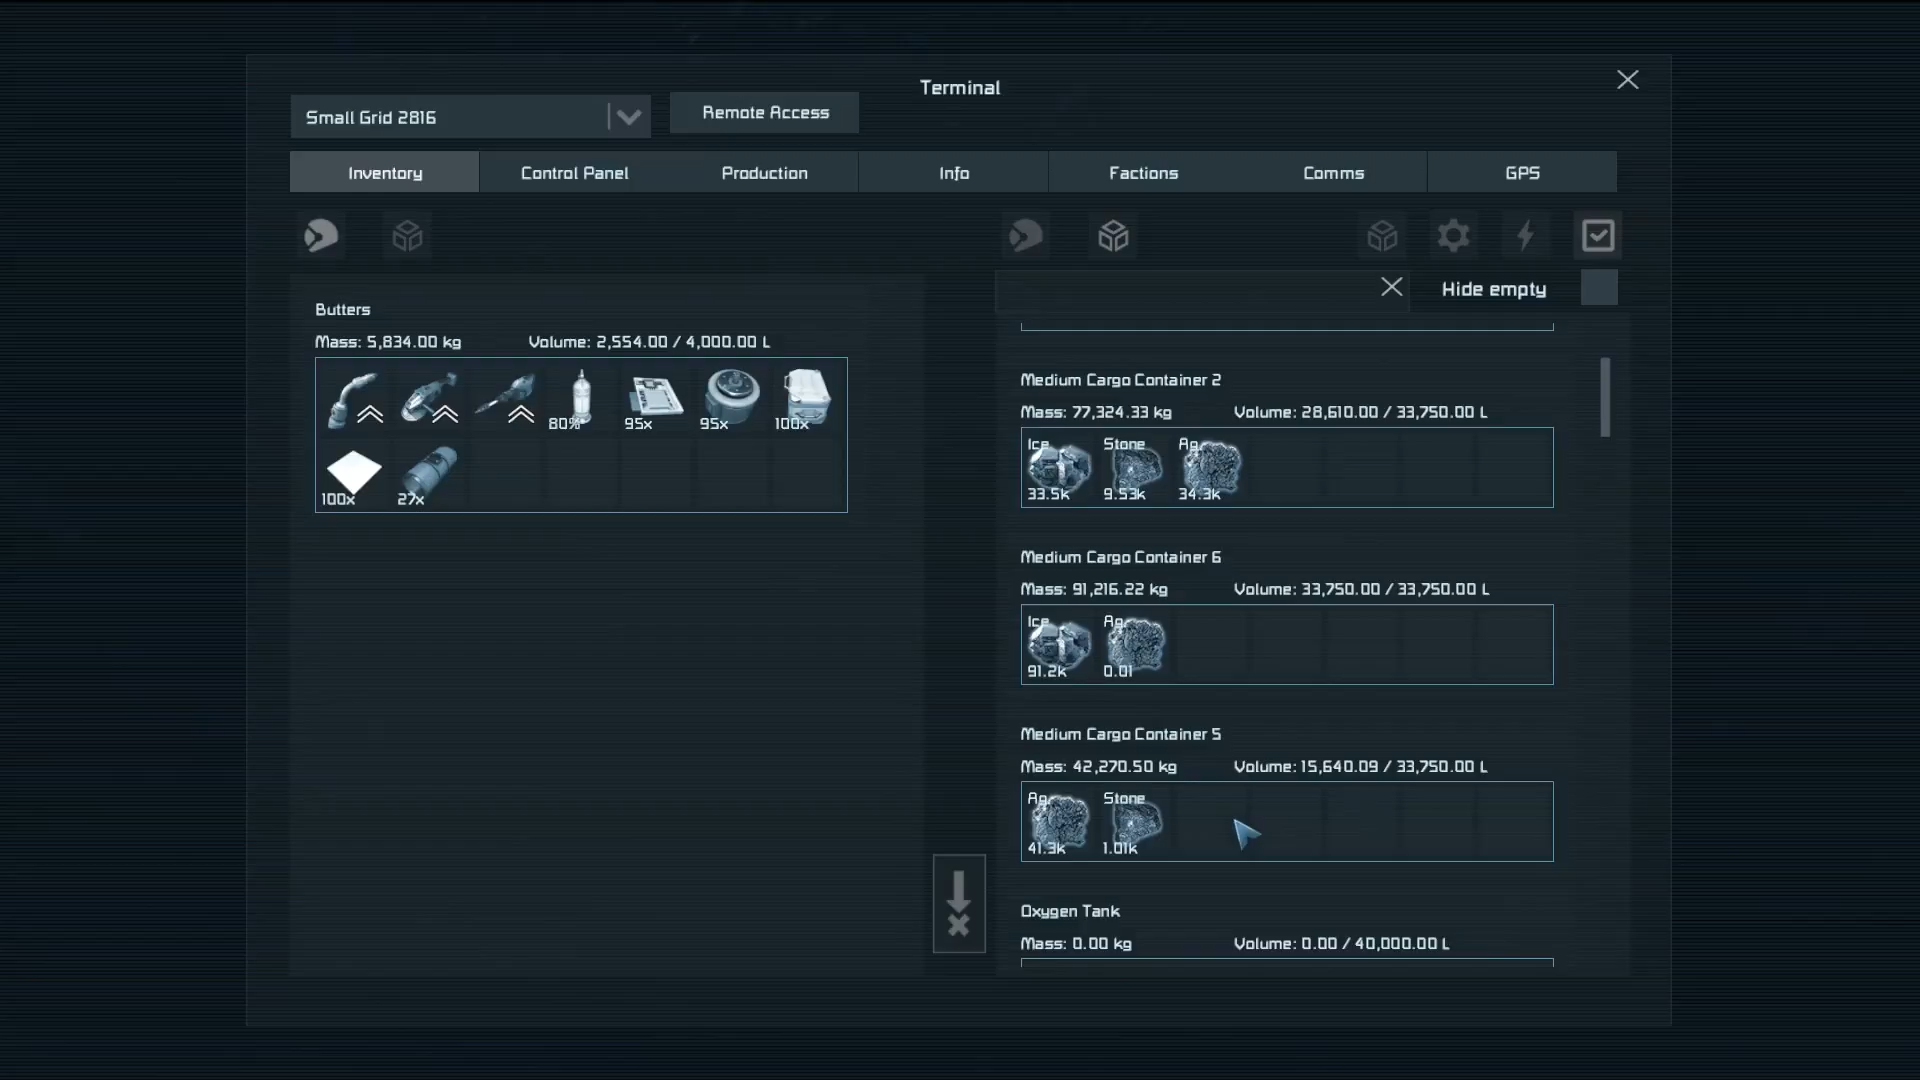 Terminal
Small Grid 2816
Remote Access
Inventory
Control Panel
Production
Info
Factions
Comms
GPS
Hide empty
Butters
Mass: 5,834.00 kg
Volume: 2,554.00 / 4,000.00 L
80%
95x
95x
100x
100x
27x
Medium Cargo Container 2
Mass: 77,324.33 kg
Volume: 28,610.00 / 33,750.00 L
Ice
Stone
Ag
33.5k
9.53k
34.3k
Medium Cargo Container 6
Mass: 91,216.22 kg
Volume: 33,750.00 / 33,750.00 L
Ice
Ag
91.2k
0.01
Medium Cargo Container 5
Mass: 42,270.50 kg
Volume: 15,640.09 / 33,750.00 L
Ag
Stone
41.3k
1.01k
Oxygen Tank
Mass: 0.00 kg
Volume: 0.00 / 40,000.00 L